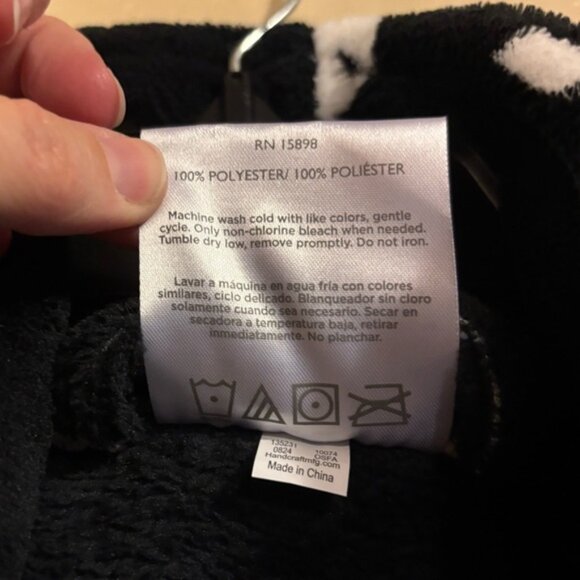 RN 15898
100% POLYESTER/ 100% POLIÉSTER
Machine wash cold with like colors, gentle
cycle. Only non-chlorine bleach when needed.
Tumble dry low, remove promptly. Do not iron.
Lavar a máquina en agua fría con colores
similares, ciclo delicado. Blanqueador sin cloro
solamente cuando sea necesario. Secar en
secadora a temperatura baja, retirar
inmediatamente. No planchar.
135231 10074
0824 OSFA
Handcraftmfg.com
Made in China